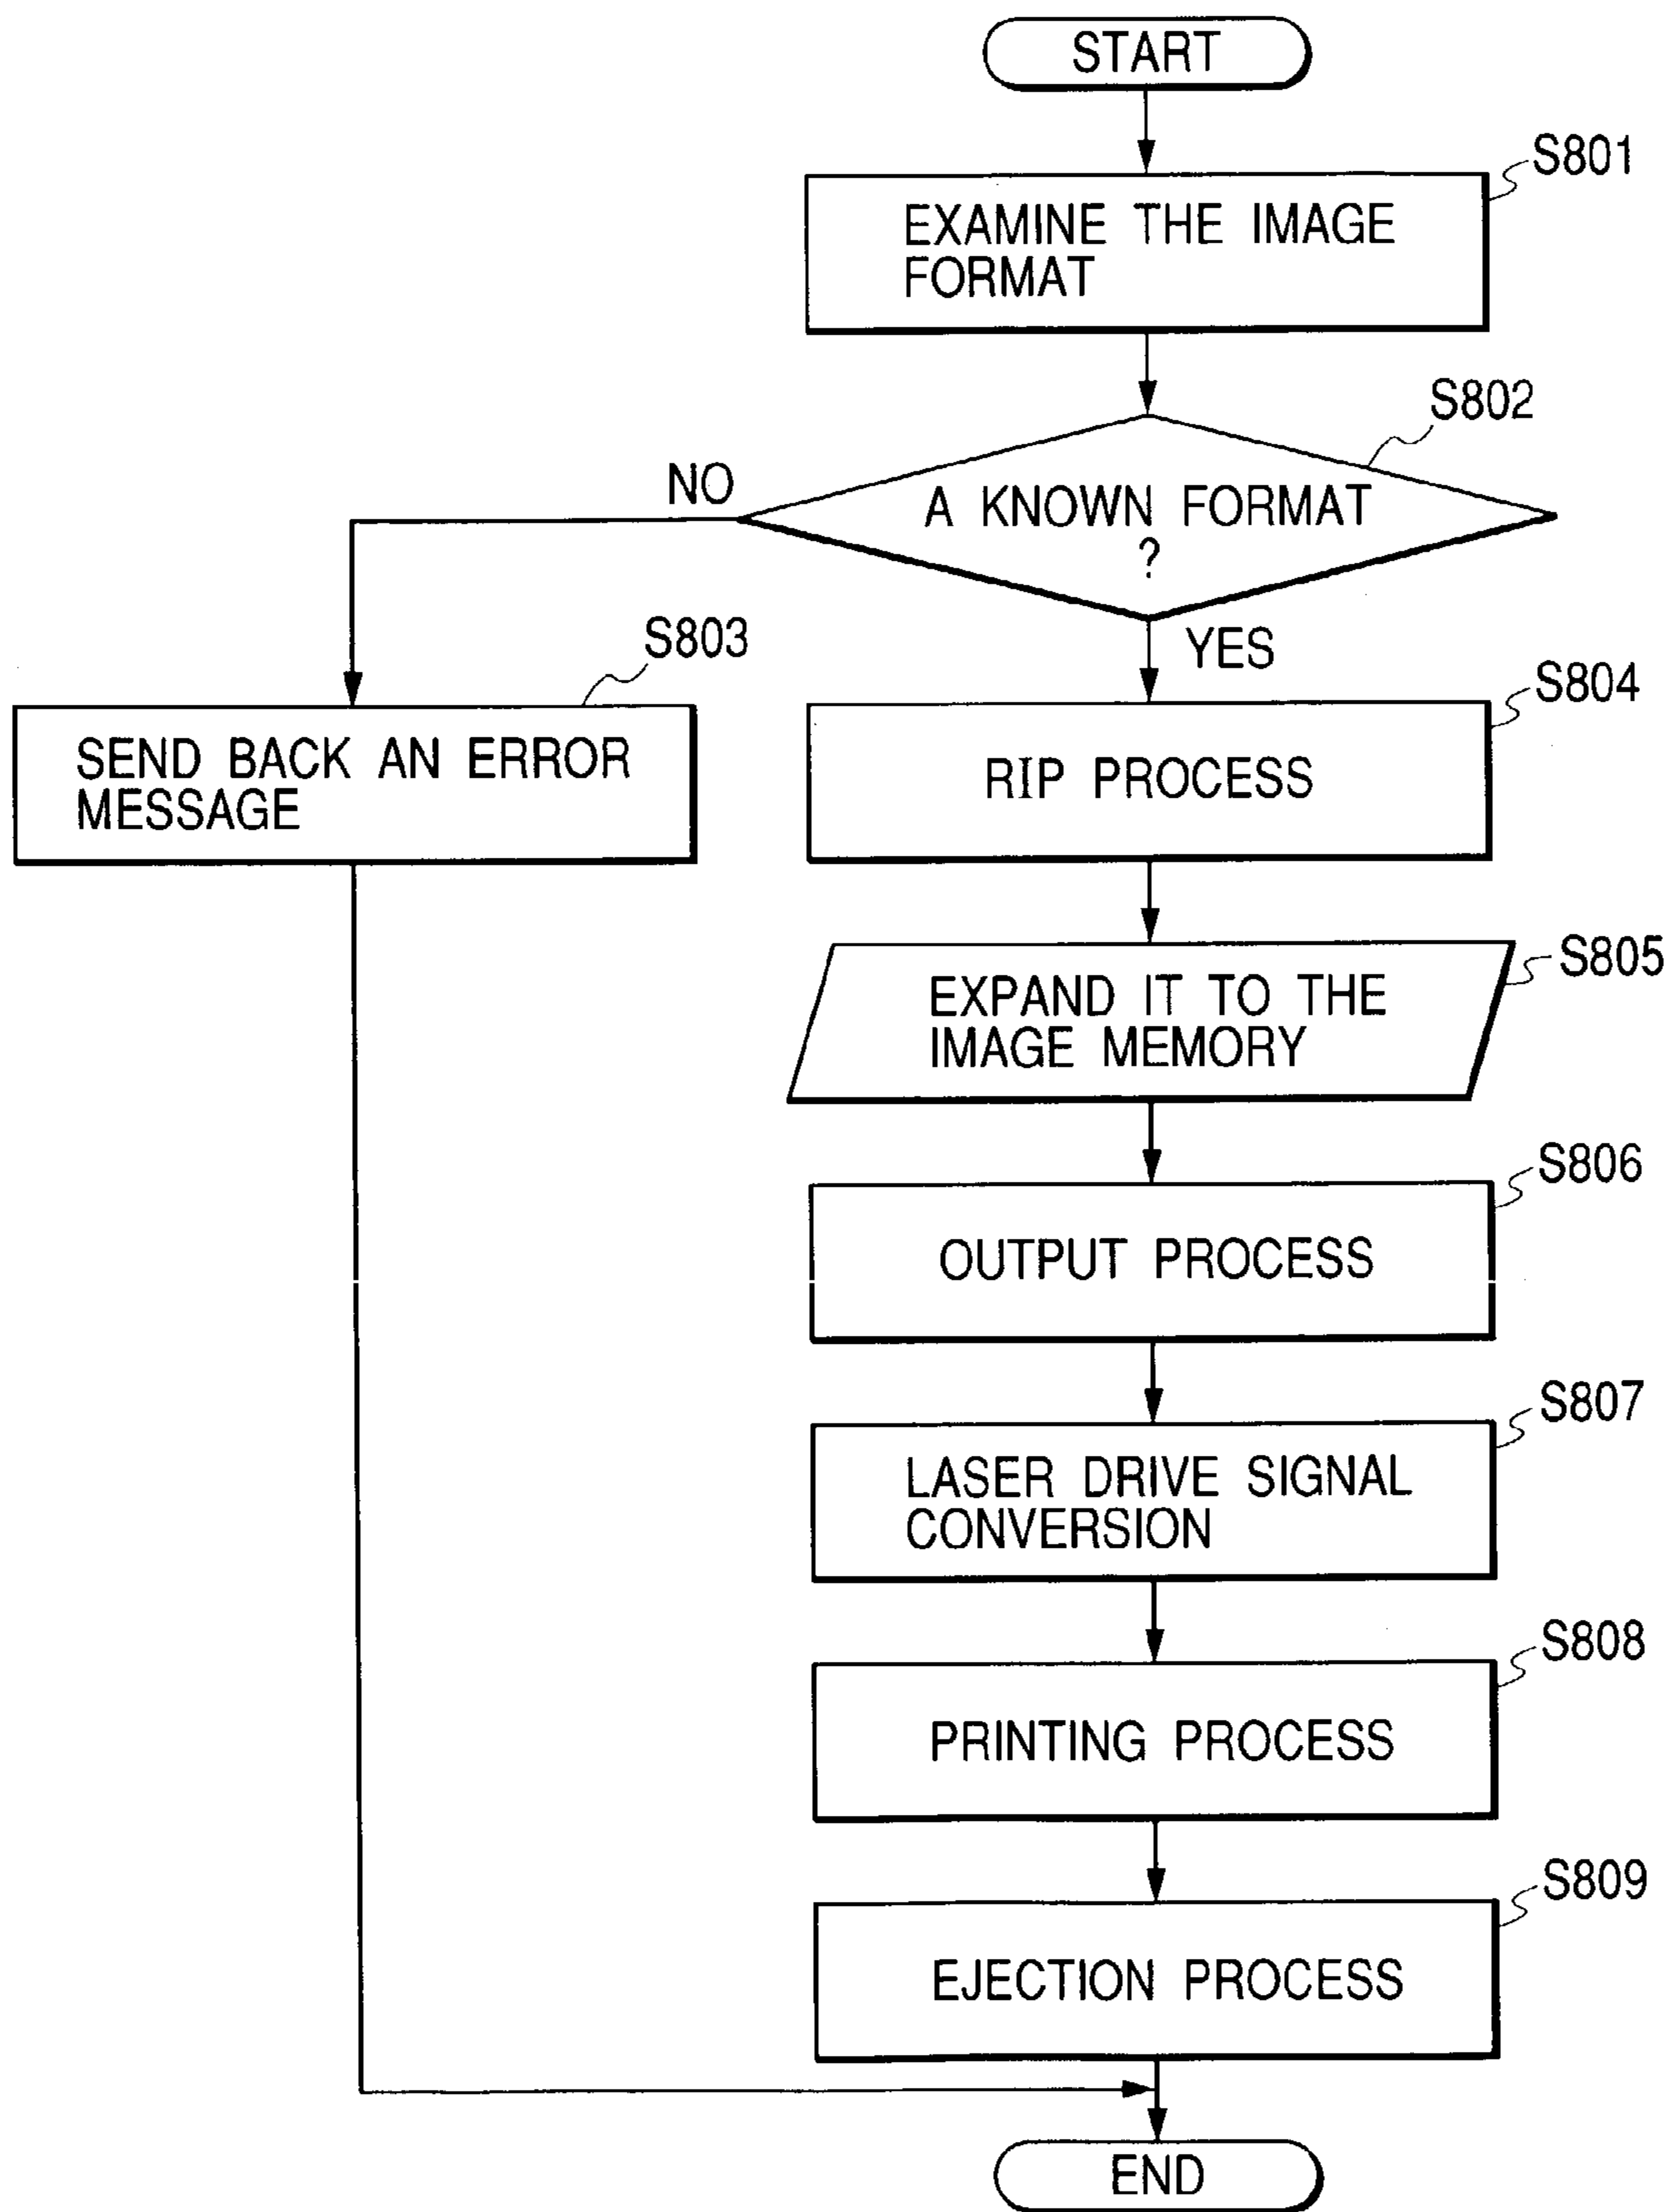 START
S801
EXAMINE THE IMAGE
FORMAT
S802
NO
A KNOWN FORMAT
?
YES
S803
SEND BACK AN ERROR
MESSAGE
S804
RIP PROCESS
S805
EXPAND IT TO THE
IMAGE MEMORY
S806
OUTPUT PROCESS
S807
LASER DRIVE SIGNAL
CONVERSION
S808
PRINTING PROCESS
S809
EJECTION PROCESS
END